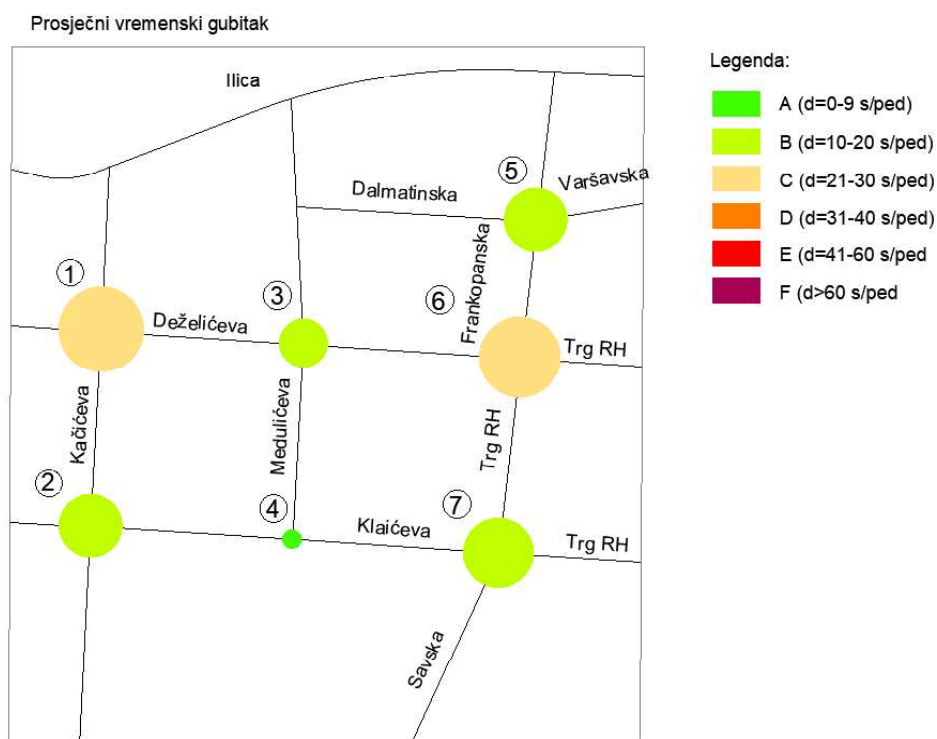 Prosječni vremenski gubitak
Ilica
Legenda:
A (d=0-9 s/ped)
B (d=10-20 s/ped)
C (d=21-30 s/ped)
D (d=31-40 s/ped)
E (d=41-60 s/ped
F (d>60 s/ped
5
Dalmatinska
Varšavska
Frankopanska
1
3
6
Deželićeva
Trg RH
Kačićeva
Medulićeva
Trg RH
2
4
7
Klaićeva
Trg RH
Savska